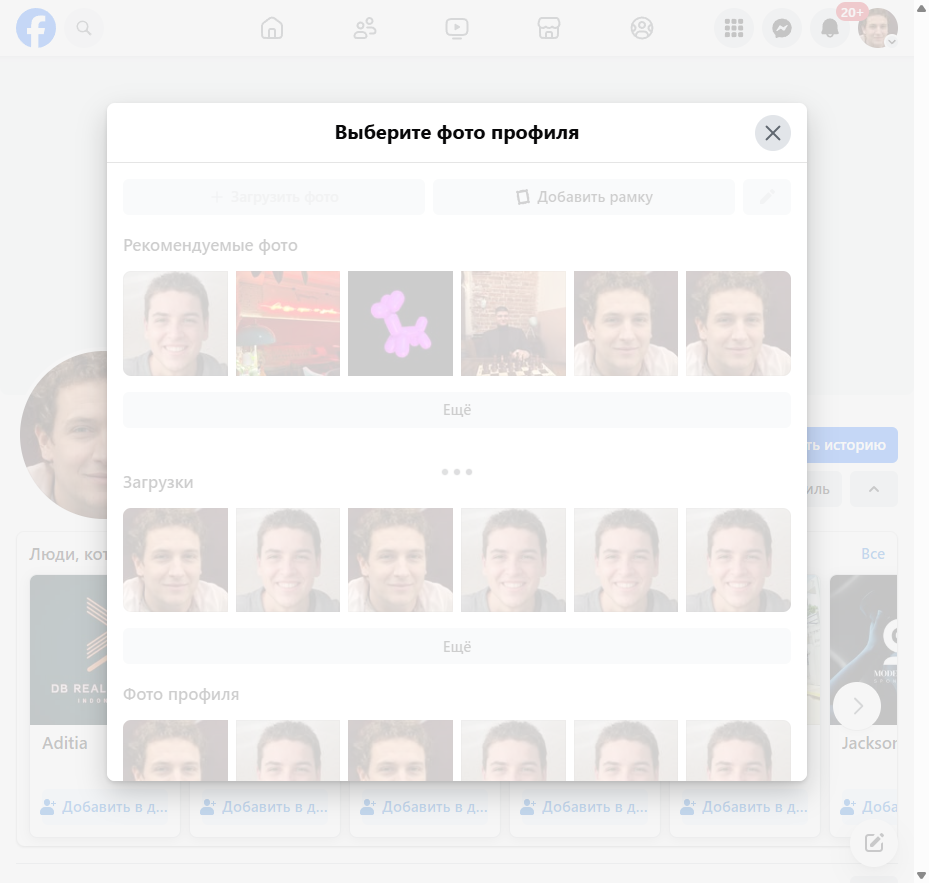 20+
Выберите фото профиля
+ Загрузить фото
Добавить рамку
Рекомендуемые фото
Ещё
ть историю
Загрузки
иль
Люди, кот
Все
DB REAL
Ещё
Фото профиля
Aditia
Jackson
Добавить в д...
Добавить в д...
Добавить в д...
Добавить в д...
Добавить в д...
Доба